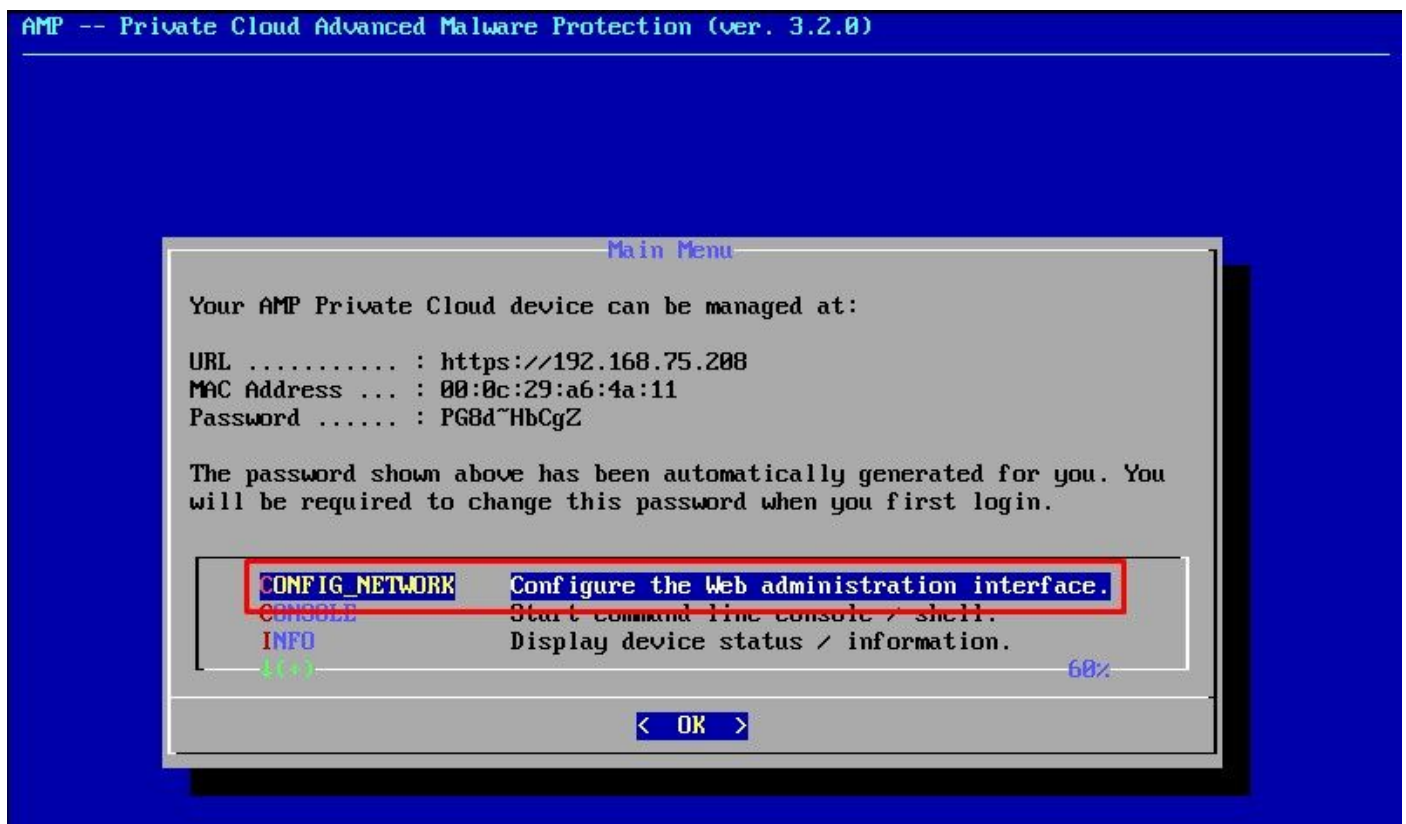 AMP -- Private Cloud Advanced Malware Protection (ver. 3.2.0)
Main Menu
Your AMP Private Cloud device can be managed at:
URL ........... : https://192.168.75.208
MAC Address ... : 00:0c:29:a6:4a:11
Password ...... : PG8d~HbCgZ
The password shown above has been automatically generated for you. You
will be required to change this password when you first login.
CONFIG_NETWORK Configure the Web administration interface.
CONSOLE Start command line console / shell.
INFO Display device status / information.
↓(+) 60%
< OK >